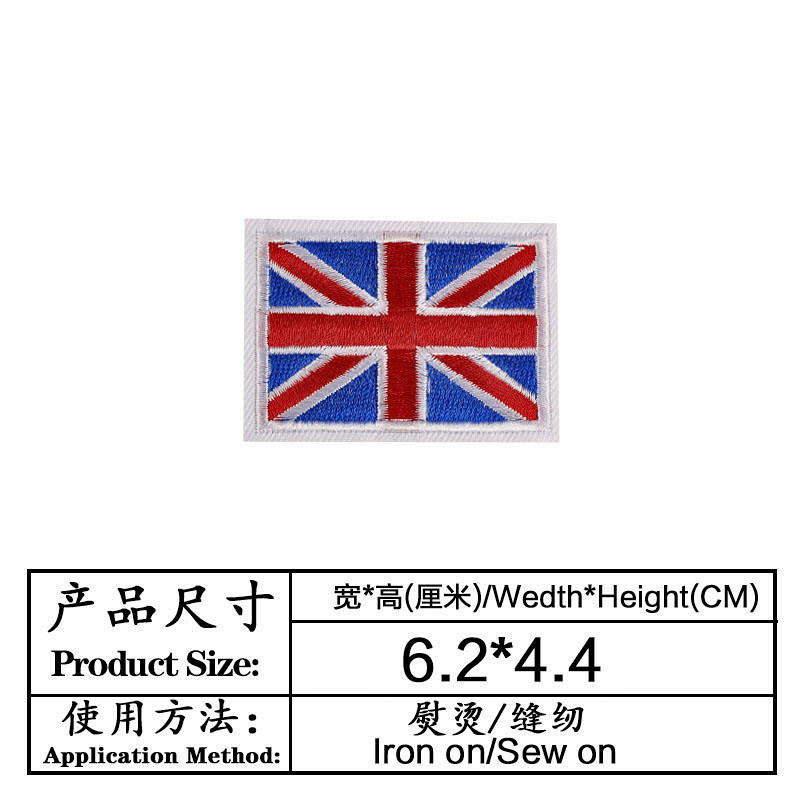 产品尺寸
Product Size:
宽*高(厘米)/Wedth*Height(CM)
6.2*4.4
使用方法：
Application Method:
熨烫/缝纫
Iron on/Sew on